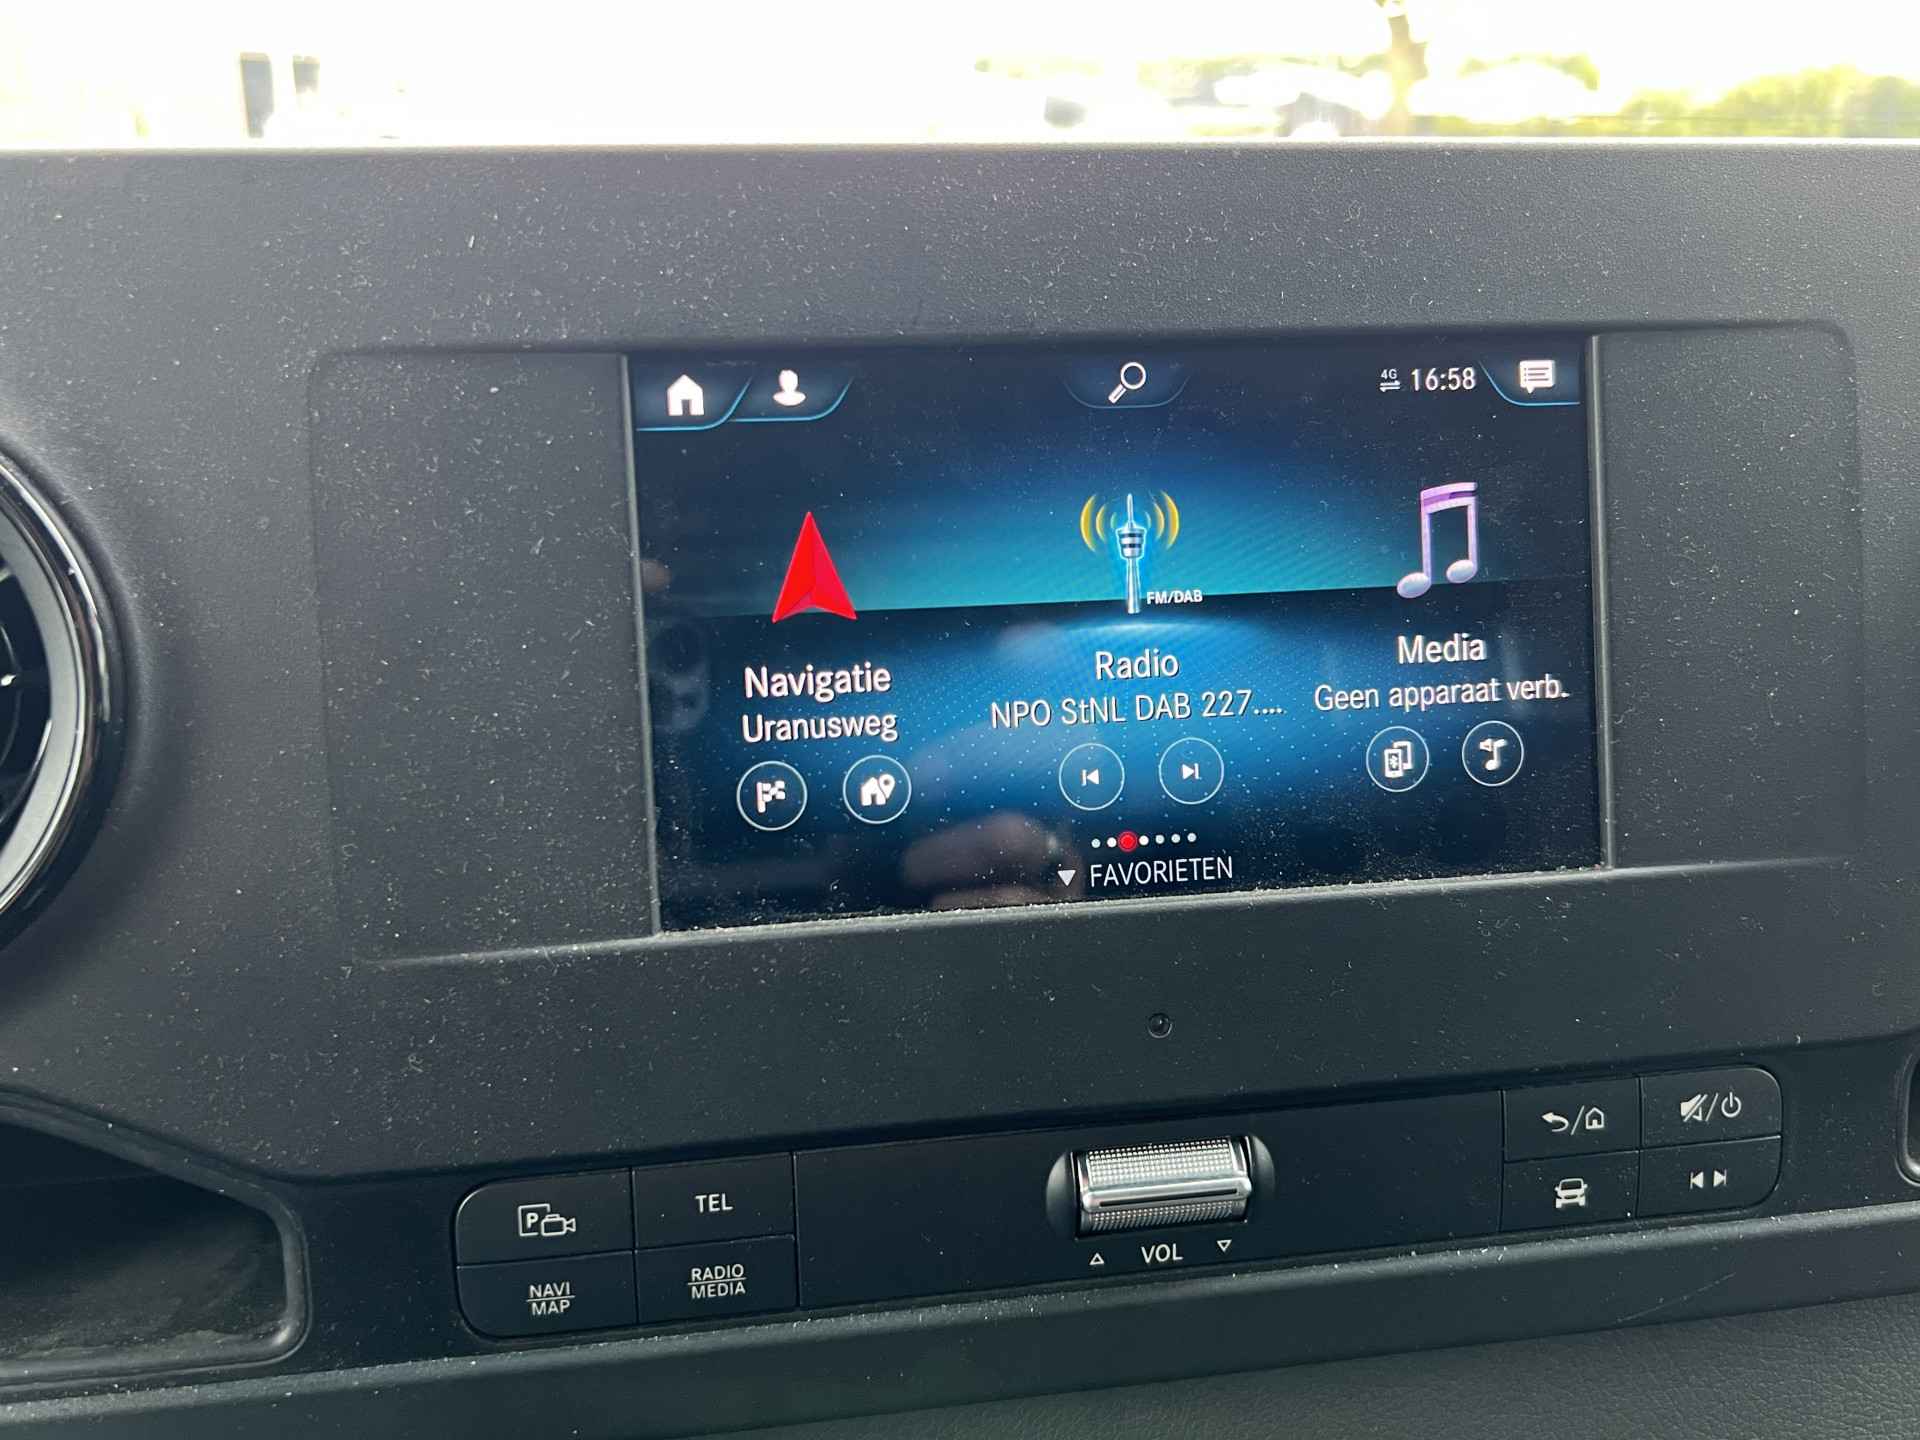 4G 16:58
FM/DAB
Navigatie
Uranusweg
Radio
NPO StNL DAB 227....
Media
Geen apparaat verb.
FAVORIETEN
P
TEL
NAVI
MAP
RADIO
MEDIA
VOL